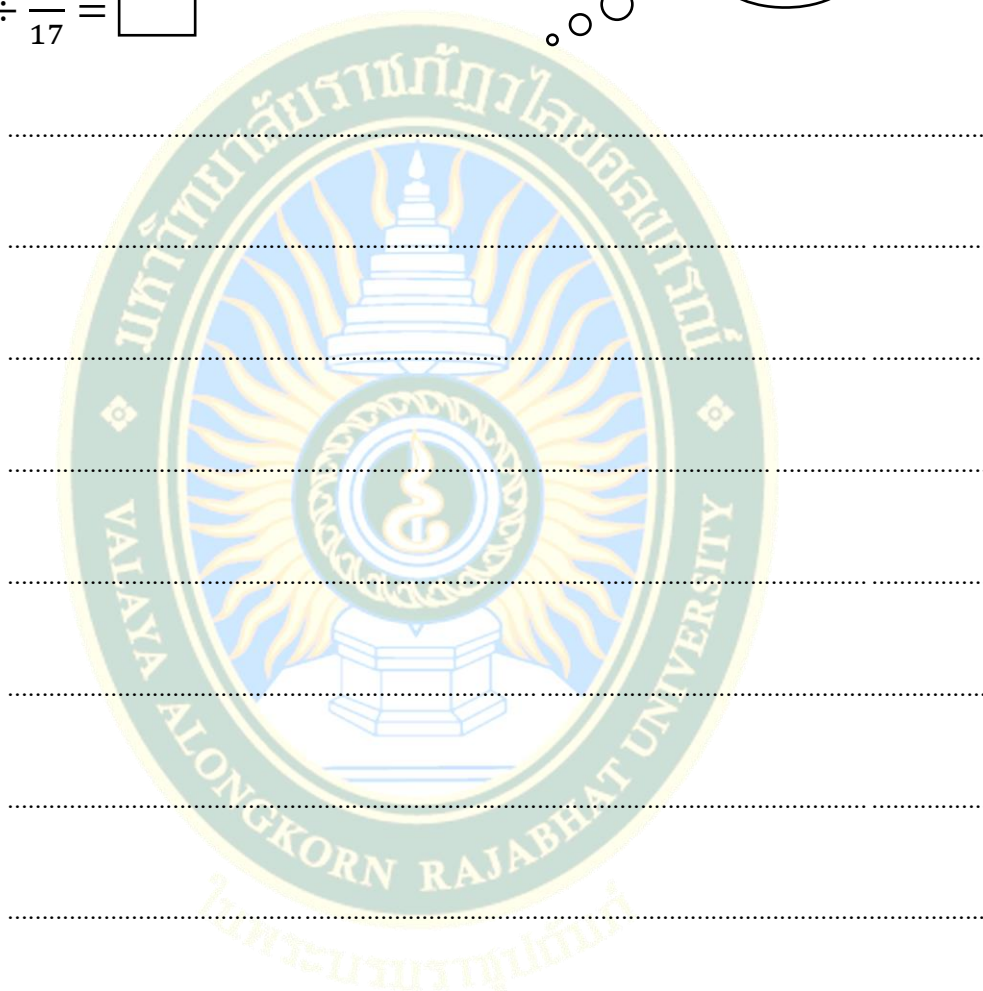 ÷ — 17 = □
มหาวิทยาลัยราชภัฏวไลยอลงกรณ์
VALAYA ALONGKORN RAJABHAT UNIVERSITY
ในพระบรมราชูปถัมภ์